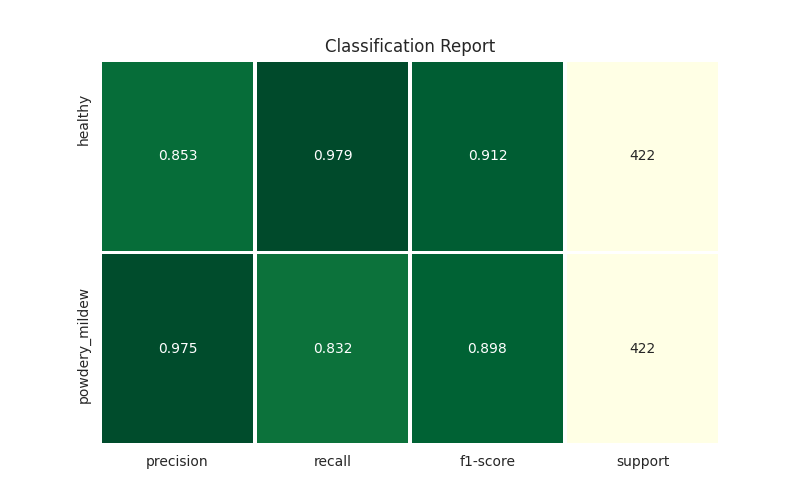 Classification Report
healthy
0.853 0.979 0.912 422
powdery_mildew
0.975 0.832 0.898 422
precision recall f1-score support